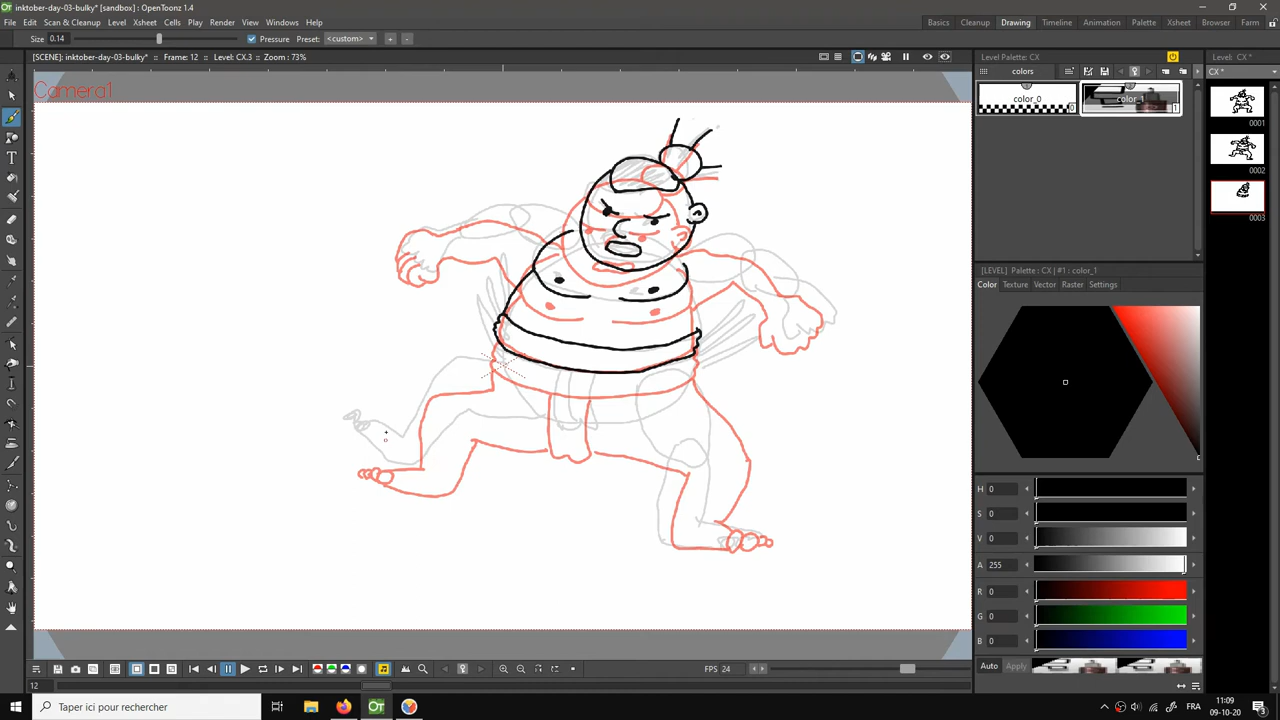 inktober-day-03-bulky* [sandbox] : OpenToonz 1.4
File Edit Scan & Cleanup Level Xsheet Cells Play Render View Windows Help
Basics Cleanup Drawing Timeline Animation Palette Xsheet Browser Farm
Size 0.14 Pressure Preset: <custom> + -
[SCENE]: inktober-day-03-bulky* :: Frame: 12 :: Level: CX.3 :: Zoom : 73%
Level Palette: CX
Level: CX *
colors
CX *
Camera1
color_0 0
color_1 1
0001
0002
0003
[LEVEL] Palette : CX | #1 : color_1
Color Texture Vector Raster Settings
H 0
S 0
V 0
A 255
R 0
G 0
B 0
Auto Apply
FPS 24
12
Taper ici pour rechercher
FRA
11:09
09-10-20
3